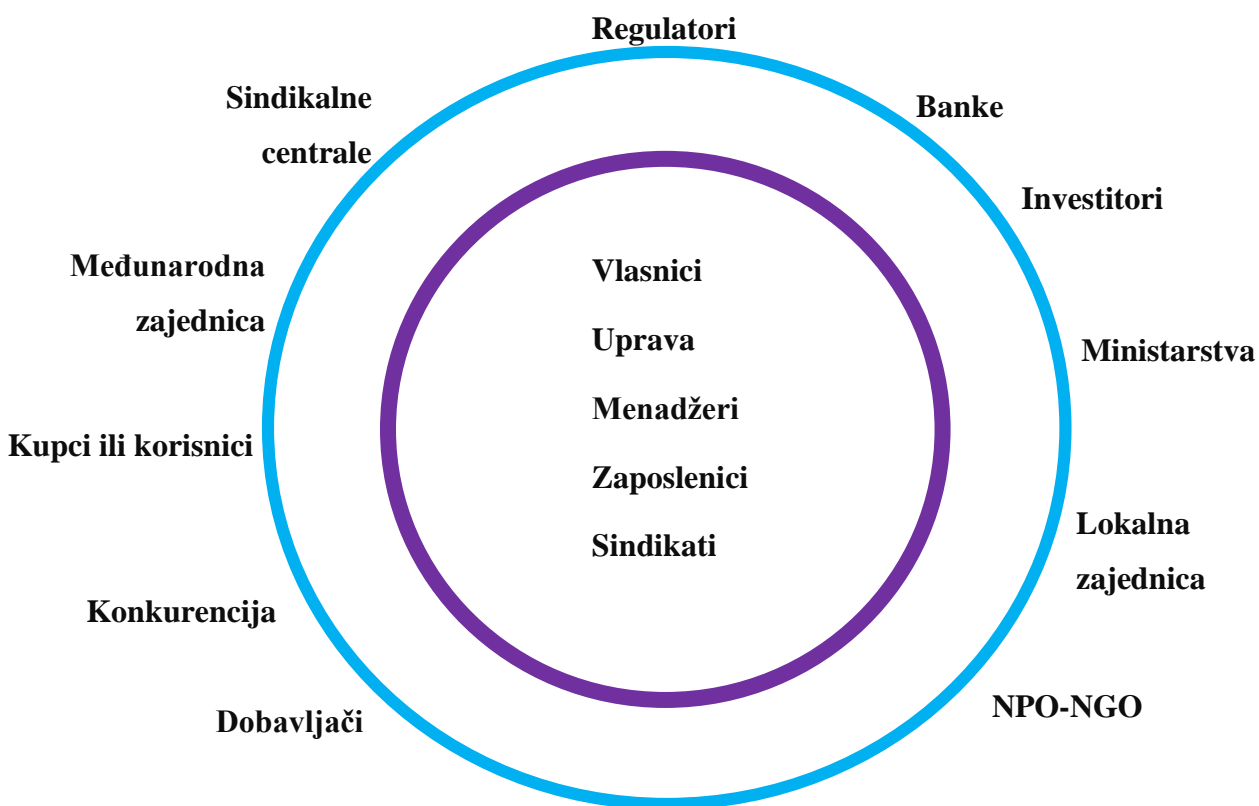 Regulatori
Sindikalne
centrale
Banke
Investitori
Međunarodna
zajednica
Vlasnici
Uprava
Menadžeri
Zaposlenici
Sindikati
Ministarstva
Kupci ili korisnici
Lokalna
zajednica
Konkurencija
Dobavljači
NPO-NGO